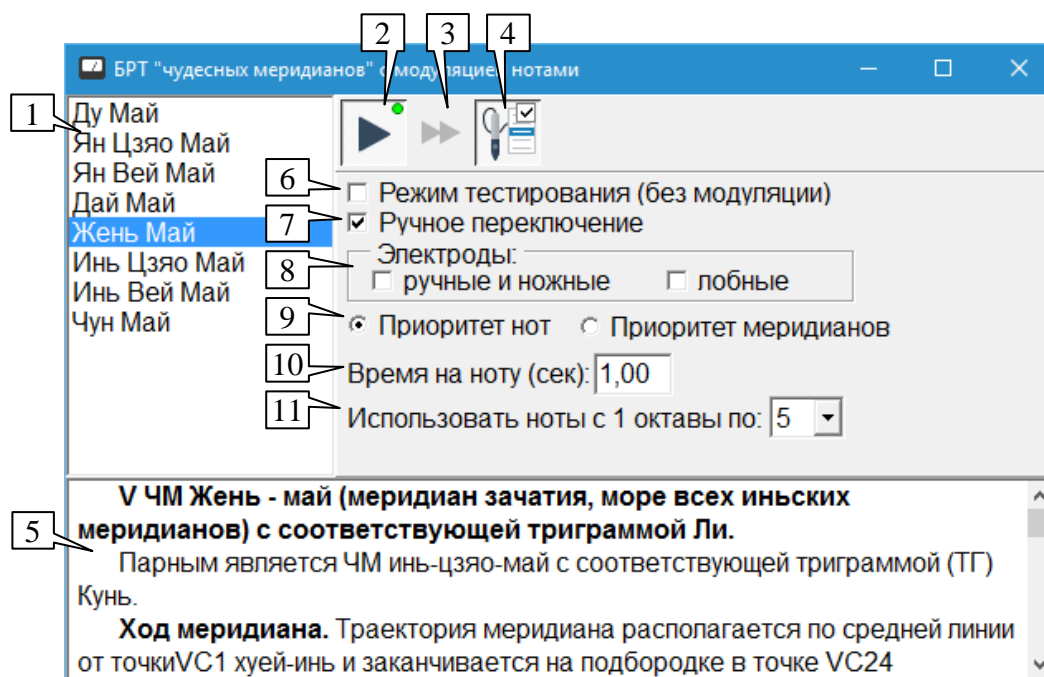 2
3
4
БРТ "чудесных меридианов" с модуляцией нотами
1
Ду Май
Ян Цзяо Май
Ян Вей Май
Дай Май
Жень Май
Инь Цзяо Май
Инь Вей Май
Чун Май
6
Режим тестирования (без модуляции)
7
Ручное переключение
8
Электроды:
ручные и ножные
лобные
9
Приоритет нот
Приоритет меридианов
10
Время на ноту (сек): 1,00
11
Использовать ноты с 1 октавы по: 5
5
V ЧМ Жень - май (меридиан зачатия, море всех иньских
меридианов) с соответствующей триграммой Ли.
Парным является ЧМ инь-цзяо-май с соответствующей триграммой (ТГ)
Кунь.
Ход меридиана. Траектория меридиана располагается по средней линии
от точкиVC1 хуей-инь и заканчивается на подбородке в точке VC24